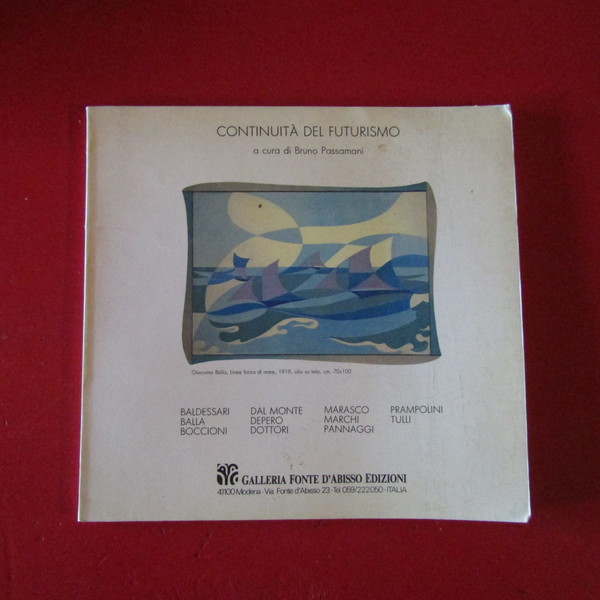 CONTINUITÀ DEL FUTURISMO
a cura di Bruno Passamani
Giacomo Balla, Linee forza di mare, 1919, olio su tela, cm. 70x100
BALDESSARI DAL MONTE MARASCO PRAMPOLINI
BALLA DEPERO MARCHI TULLI
BOCCIONI DOTTORI PANNAGGI
GALLERIA FONTE D'ABISSO EDIZIONI
41100 Modena - Via Fonte d'Abisso 23 - Tel. 059/222050 - ITALIA